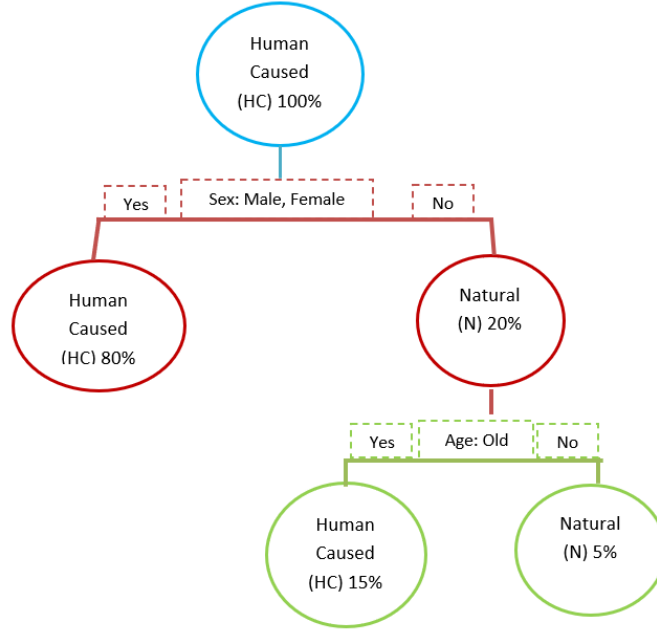 Human
Caused
(HC) 100%
Yes
Sex: Male, Female
No
Human
Caused
(HC) 80%
Natural
(N) 20%
Yes
Age: Old
No
Human
Caused
(HC) 15%
Natural
(N) 5%